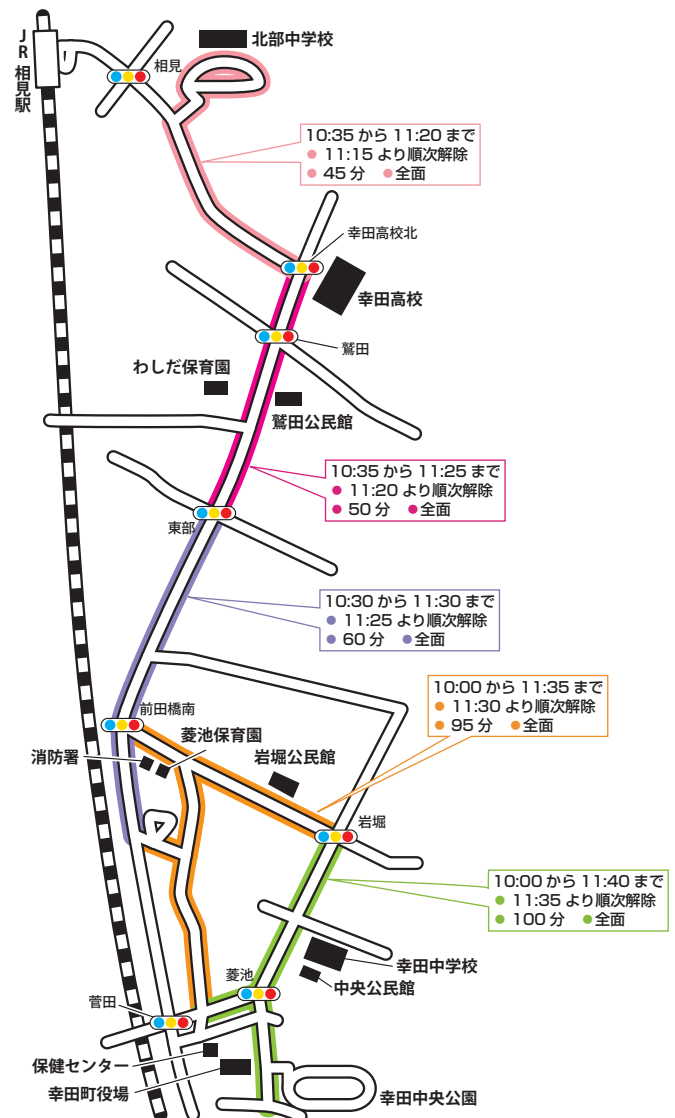 JR相見駅
北部中学校
相見
10:35 から 11:20 まで
● 11:15 より順次解除
● 45 分 ●全面
幸田高校北
幸田高校
鷲田
わしだ保育園
鷲田公民館
10:35 から 11:25 まで
● 11:20 より順次解除
● 50 分 ●全面
東部
10:30 から 11:30 まで
● 11:25 より順次解除
● 60 分 ●全面
10:00 から 11:35 まで
● 11:30 より順次解除
● 95 分 ●全面
前田橋南
菱池保育園
消防署
岩堀公民館
岩堀
10:00 から 11:40 まで
● 11:35 より順次解除
● 100 分 ●全面
幸田中学校
菱池
中央公民館
菅田
保健センター
幸田町役場
幸田中央公園